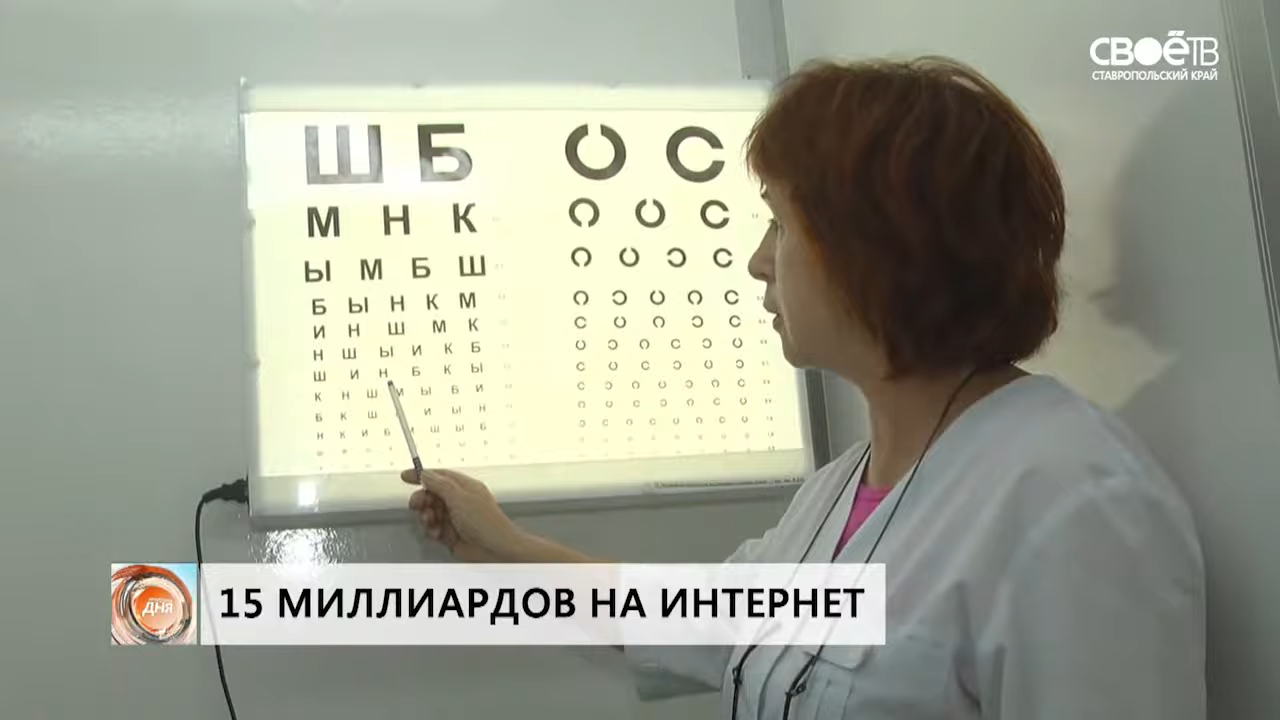 СВОЁТВ
СТАВРОПОЛЬСКИЙ КРАЙ
Ш Б
М Н К
Ы М Б Ш
Б Ы Н К М
И Н Ш М К
Н Ш Ы И К Б
Ш И Н Б К Ы
К Н Ш И Ы Б И
Б К Ш И Ы Н
Н К И Б И Ш Ы Б
ДНЯ
15 МИЛЛИАРДОВ НА ИНТЕРНЕТ